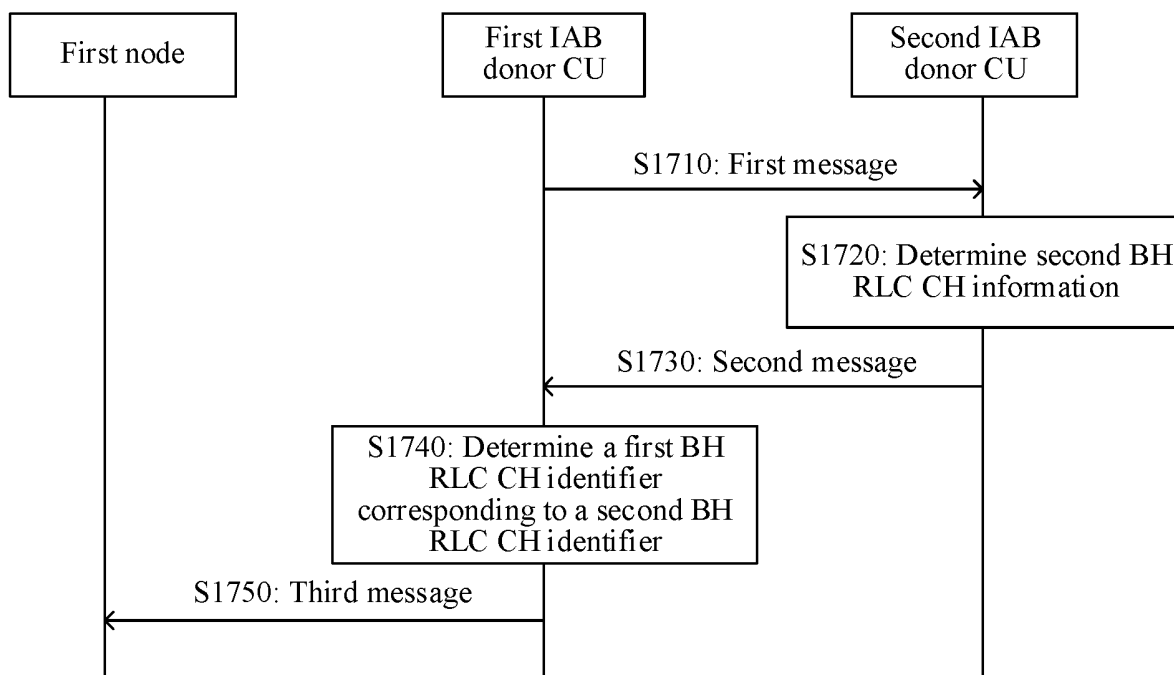 First node
First IAB
donor CU
Second IAB
donor CU
S1710: First message
S1720: Determine second BH
RLC CH information
S1730: Second message
S1740: Determine a first BH
RLC CH identifier
corresponding to a second BH
RLC CH identifier
S1750: Third message